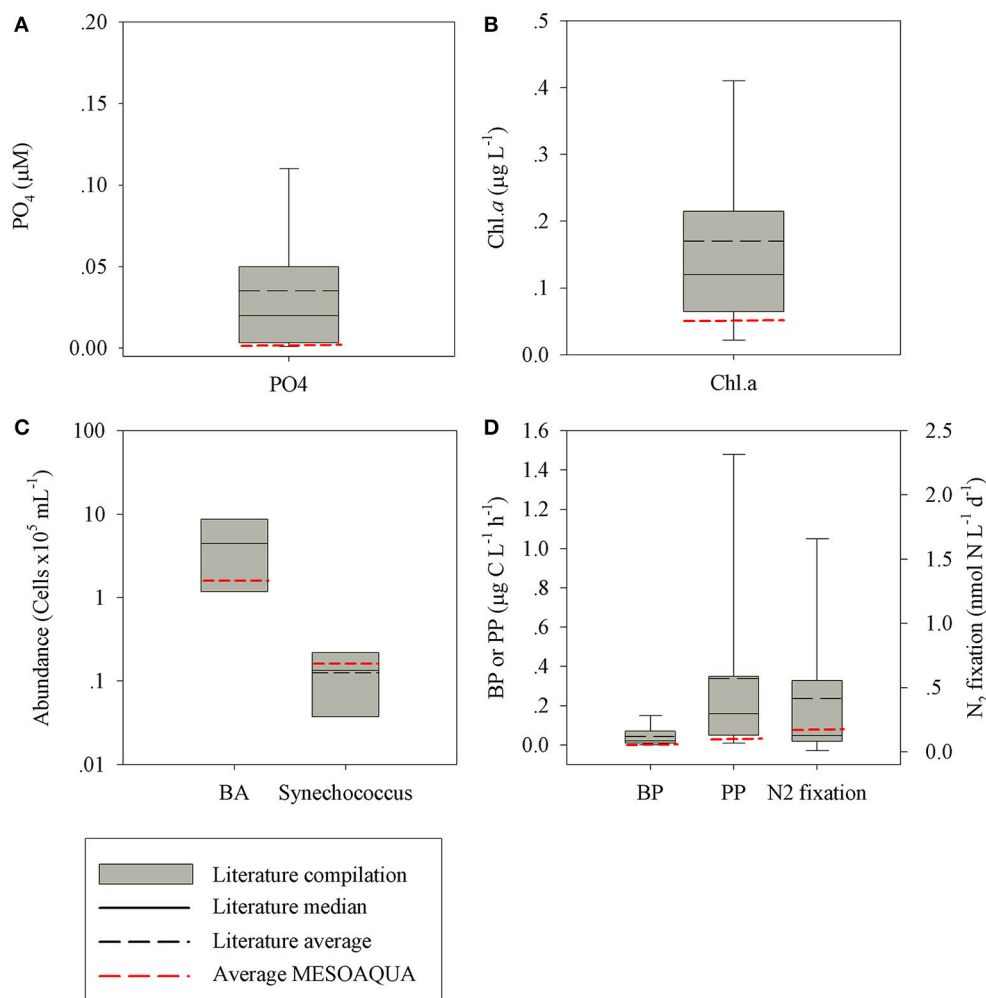 A
PO4 (μM)
.20
.15
.10
.05
0.00
PO4
B
Chl.a (μg L-1)
.5
.4
.3
.2
.1
0.0
Chl.a
C
Abundance (Cells x10^5 mL-1)
100
10
1
.1
.01
BA Synechococcus
D
BP or PP (μg C L-1 h-1)
1.6
1.4
1.2
1.0
.8
.6
.4
.2
0.0
BP PP N2 fixation
2.5
2.0
1.5
1.0
.5
0.0
N2 fixation (nmol N L-1 d-1)
Literature compilation
Literature median
Literature average
Average MESOAQUA